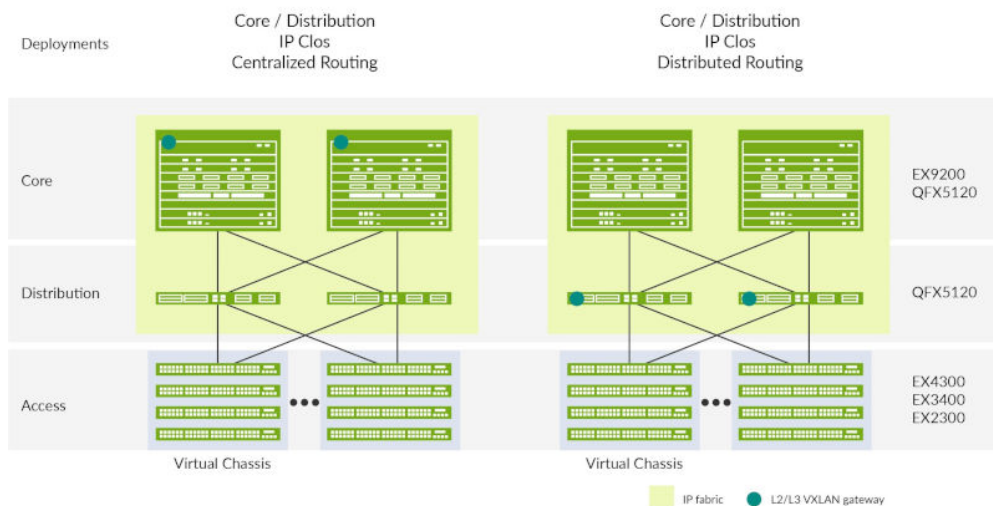 Deployments
Core / Distribution
IP Clos
Centralized Routing
Core / Distribution
IP Clos
Distributed Routing
Core
EX9200
QFX5120
Distribution
QFX5120
Access
EX4300
EX3400
EX2300
Virtual Chassis
Virtual Chassis
IP fabric
L2/L3 VXLAN gateway